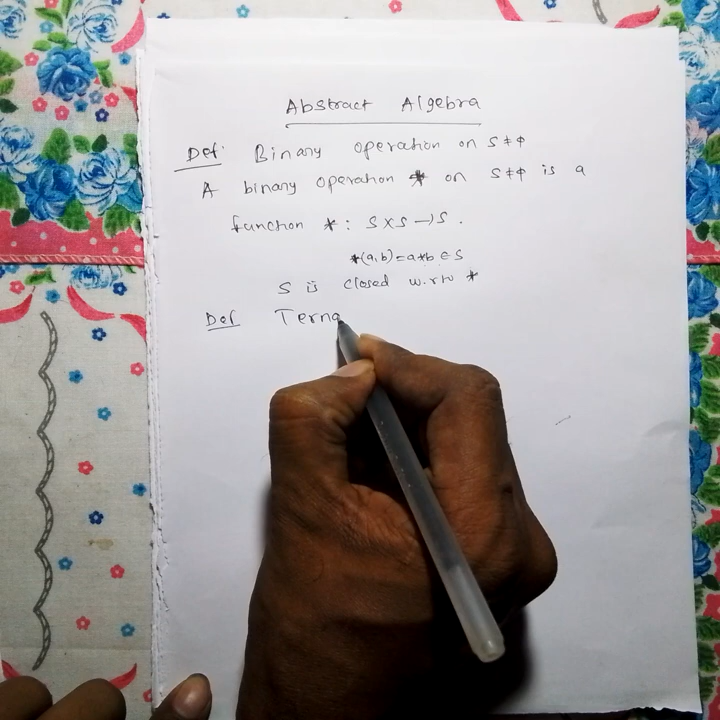 Abstract Algebra
Def: Binary operation on S≠φ
A binary operation * on S≠φ is a
function *: S×S→S.
*(a,b)=a*b∈S
S is closed w.r.to *
Def Terna